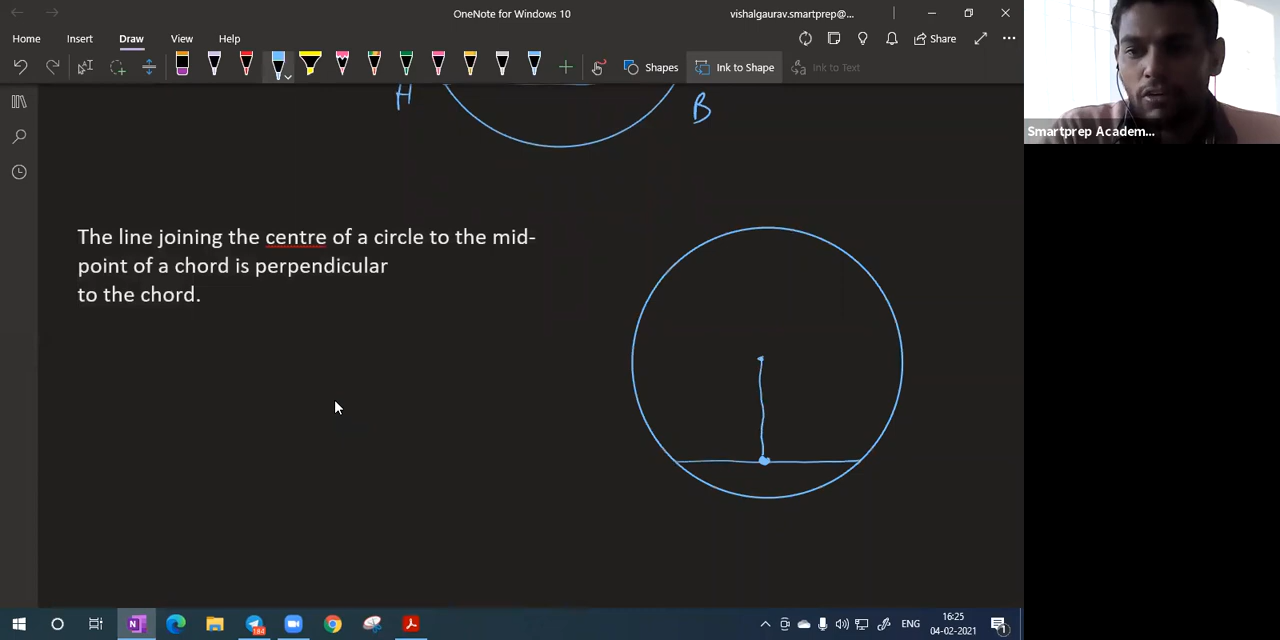 OneNote for Windows 10
vishalgaurav.smartprep@...
Home
Insert
Draw
View
Help
Share
Shapes
Ink to Shape
Ink to Text
H
B
Smartprep Academ...
The line joining the centre of a circle to the mid-
point of a chord is perpendicular
to the chord.
184
ENG
16:25
04-02-2021
1